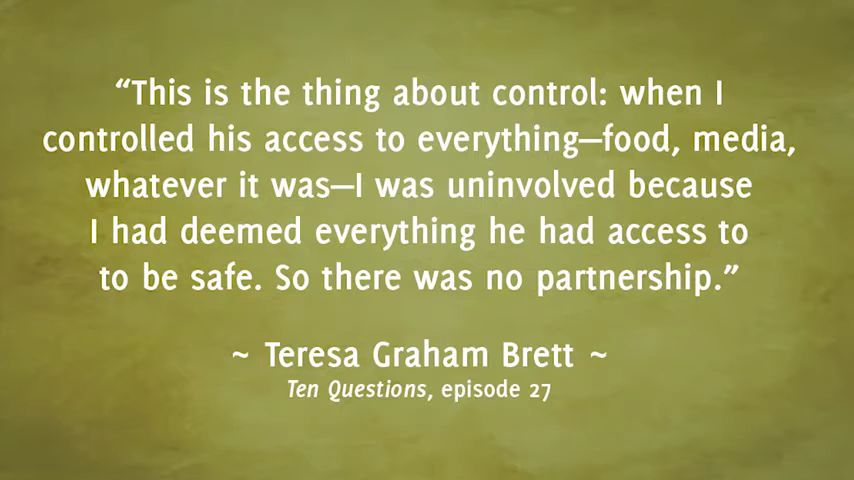 “This is the thing about control: when I
controlled his access to everything—food, media,
whatever it was—I was uninvolved because
I had deemed everything he had access to
to be safe. So there was no partnership.”
~ Teresa Graham Brett ~
Ten Questions, episode 27